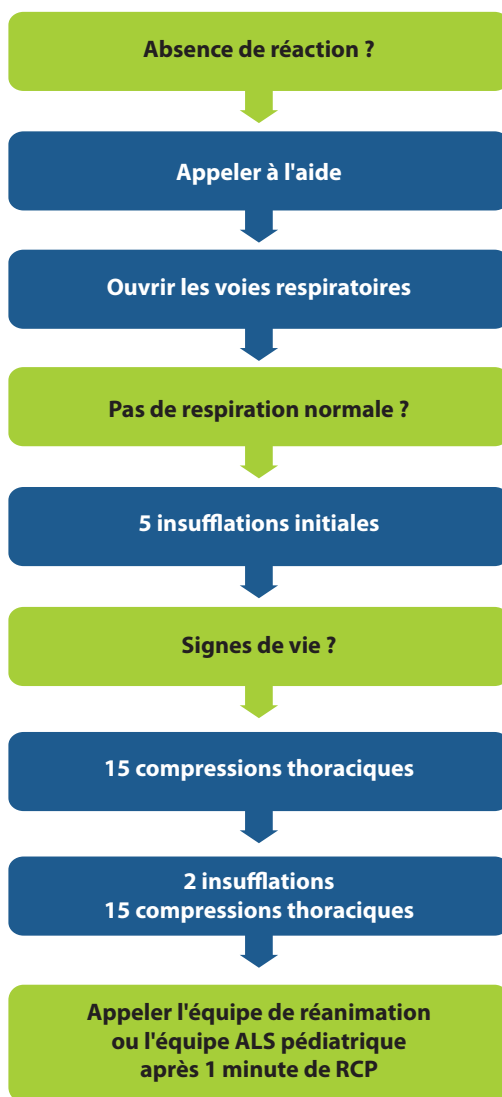 Absence de réaction ?
Appeler à l'aide
Ouvrir les voies respiratoires
Pas de respiration normale ?
5 insufflations initiales
Signes de vie ?
15 compressions thoraciques
2 insufflations
15 compressions thoraciques
Appeler l'équipe de réanimation
ou l'équipe ALS pédiatrique
après 1 minute de RCP